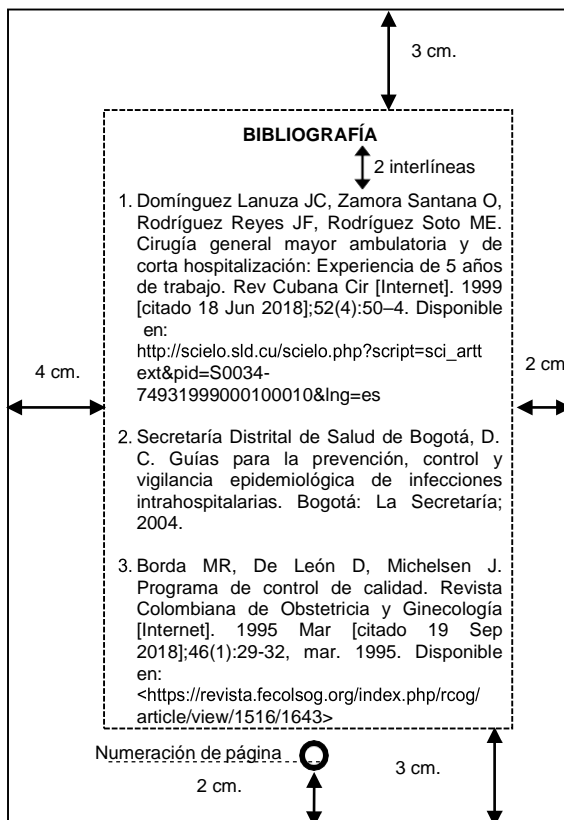 3 cm.
BIBLIOGRAFÍA
2 interlíneas
1. Domínguez Lanuza JC, Zamora Santana O,
Rodríguez Reyes JF, Rodríguez Soto ME.
Cirugía general mayor ambulatoria y de
corta hospitalización: Experiencia de 5 años
de trabajo. Rev Cubana Cir [Internet]. 1999
[citado 18 Jun 2018];52(4):50–4. Disponible
en:
http://scielo.sld.cu/scielo.php?script=sci_artt
ext&pid=S0034-
74931999000100010&lng=es
4 cm.
2 cm
2. Secretaría Distrital de Salud de Bogotá, D.
C. Guías para la prevención, control y
vigilancia epidemiológica de infecciones
intrahospitalarias. Bogotá: La Secretaría;
2004.
3. Borda MR, De León D, Michelsen J.
Programa de control de calidad. Revista
Colombiana de Obstetricia y Ginecología
[Internet]. 1995 Mar [citado 19 Sep
2018];46(1):29-32, mar. 1995. Disponible
en:
<https://revista.fecolsog.org/index.php/rcog/
article/view/1516/1643>
Numeración de página
2 cm.
3 cm.